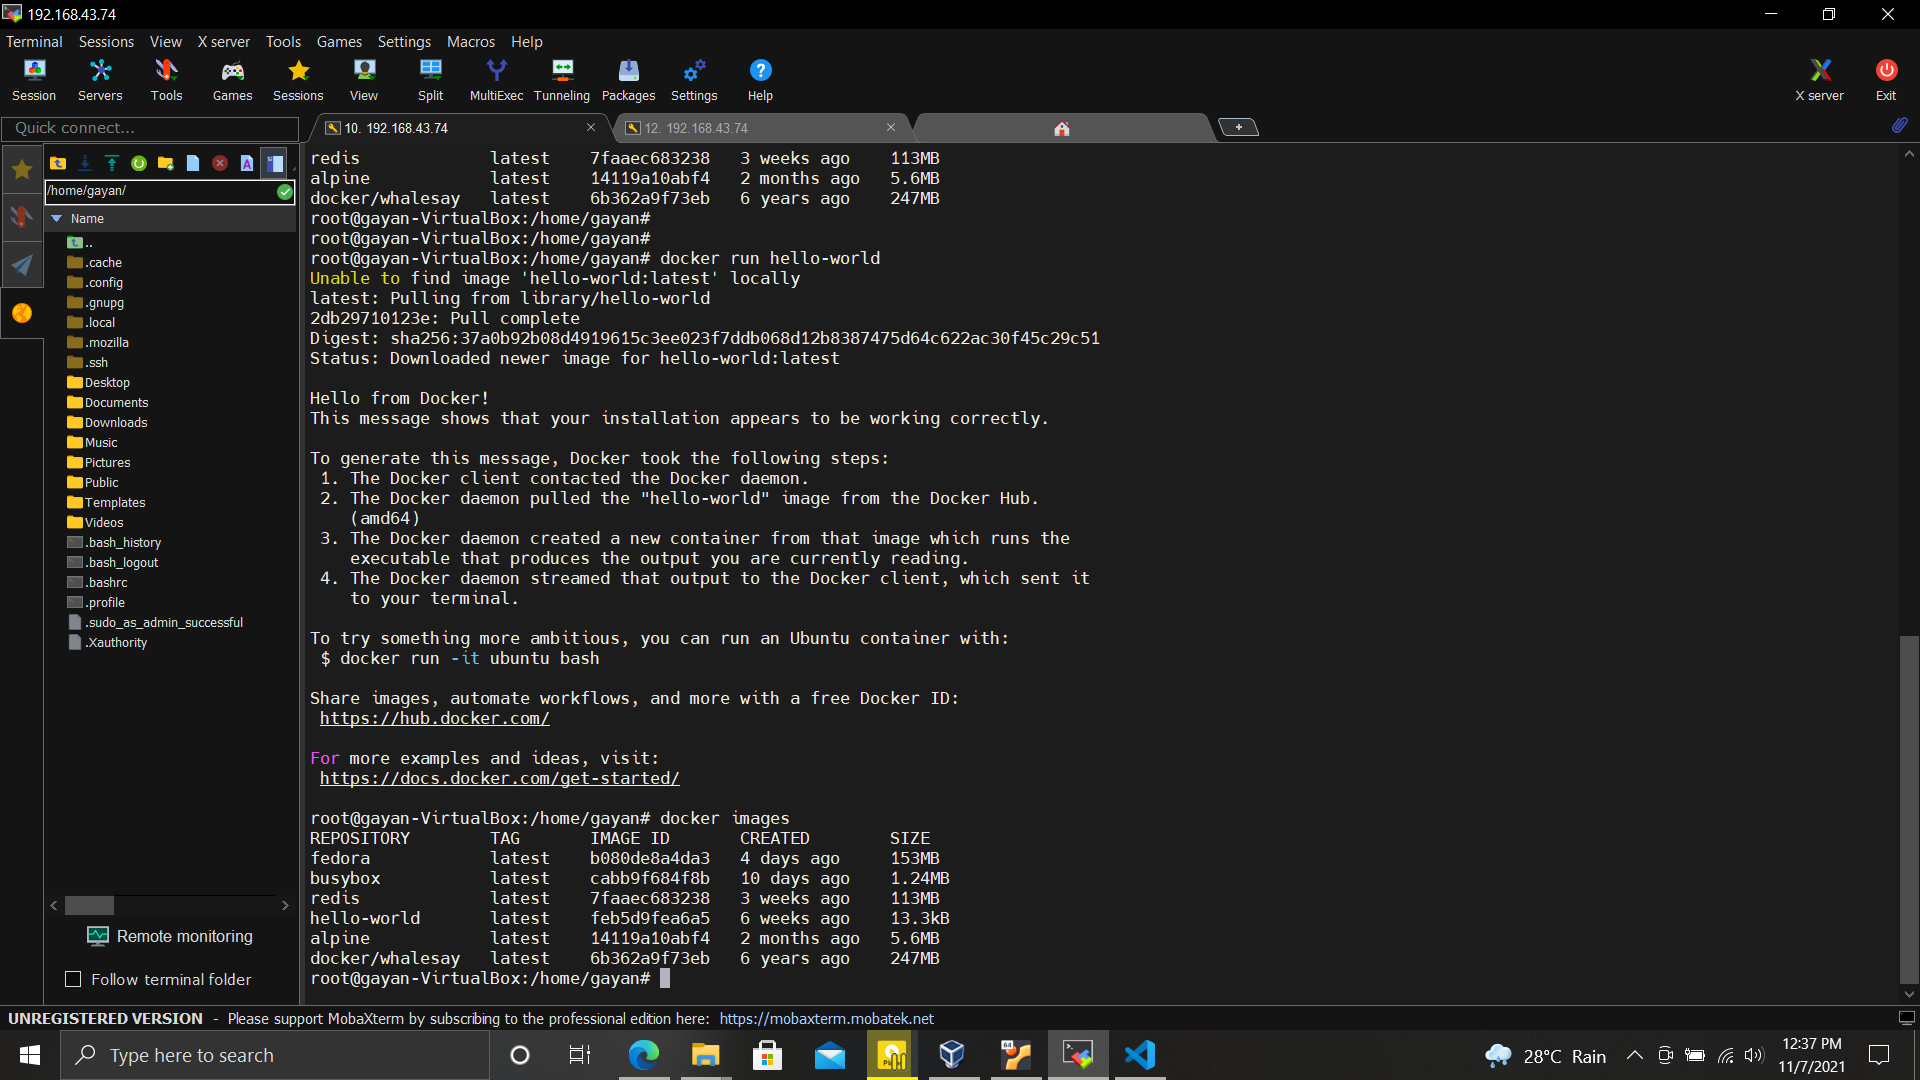 192.168.43.74
Terminal Sessions View X server Tools Games Settings Macros Help
Session Servers Tools Games Sessions View Split MultiExec Tunneling Packages Settings Help X server Exit
Quick connect...
10. 192.168.43.74
12. 192.168.43.74
/home/gayan/
Name
..
.cache
.config
.gnupg
.local
.mozilla
.ssh
Desktop
Documents
Downloads
Music
Pictures
Public
Templates
Videos
.bash_history
.bash_logout
.bashrc
.profile
.sudo_as_admin_successful
.Xauthority
Remote monitoring
Follow terminal folder
redis latest 7faaec683238 3 weeks ago 113MB
alpine latest 14119a10abf4 2 months ago 5.6MB
docker/whalesay latest 6b362a9f73eb 6 years ago 247MB
root@gayan-VirtualBox:/home/gayan#
root@gayan-VirtualBox:/home/gayan#
root@gayan-VirtualBox:/home/gayan# docker run hello-world
Unable to find image 'hello-world:latest' locally
latest: Pulling from library/hello-world
2db29710123e: Pull complete
Digest: sha256:37a0b92b08d4919615c3ee023f7ddb068d12b8387475d64c622ac30f45c29c51
Status: Downloaded newer image for hello-world:latest
Hello from Docker!
This message shows that your installation appears to be working correctly.
To generate this message, Docker took the following steps:
1. The Docker client contacted the Docker daemon.
2. The Docker daemon pulled the "hello-world" image from the Docker Hub.
(amd64)
3. The Docker daemon created a new container from that image which runs the
executable that produces the output you are currently reading.
4. The Docker daemon streamed that output to the Docker client, which sent it
to your terminal.
To try something more ambitious, you can run an Ubuntu container with:
$ docker run -it ubuntu bash
Share images, automate workflows, and more with a free Docker ID:
https://hub.docker.com/
For more examples and ideas, visit:
https://docs.docker.com/get-started/
root@gayan-VirtualBox:/home/gayan# docker images
REPOSITORY TAG IMAGE ID CREATED SIZE
fedora latest b080de8a4da3 4 days ago 153MB
busybox latest cabb9f684f8b 10 days ago 1.24MB
redis latest 7faaec683238 3 weeks ago 113MB
hello-world latest feb5d9fea6a5 6 weeks ago 13.3kB
alpine latest 14119a10abf4 2 months ago 5.6MB
docker/whalesay latest 6b362a9f73eb 6 years ago 247MB
root@gayan-VirtualBox:/home/gayan#
UNREGISTERED VERSION - Please support MobaXterm by subscribing to the professional edition here: https://mobaxterm.mobatek.net
Type here to search
28°C Rain
12:37 PM
11/7/2021